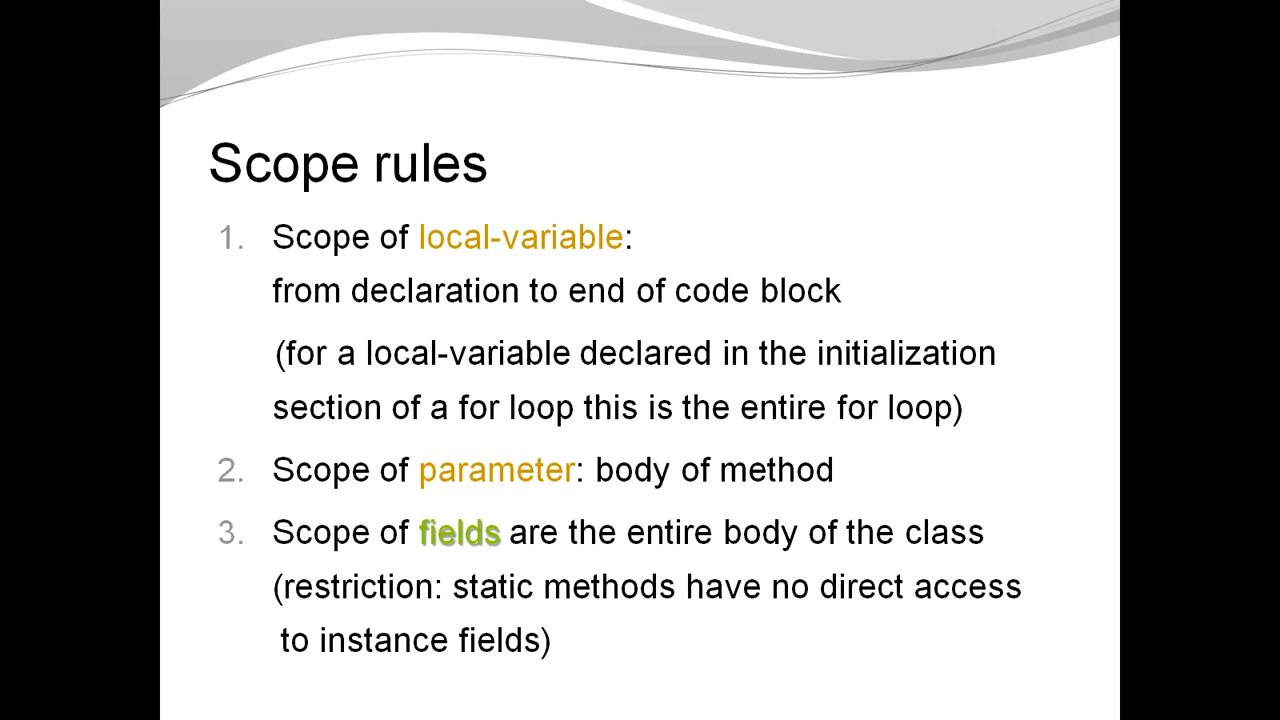 Scope rules
1. Scope of local-variable:
from declaration to end of code block
(for a local-variable declared in the initialization
section of a for loop this is the entire for loop)
2. Scope of parameter: body of method
3. Scope of fields are the entire body of the class
(restriction: static methods have no direct access
to instance fields)